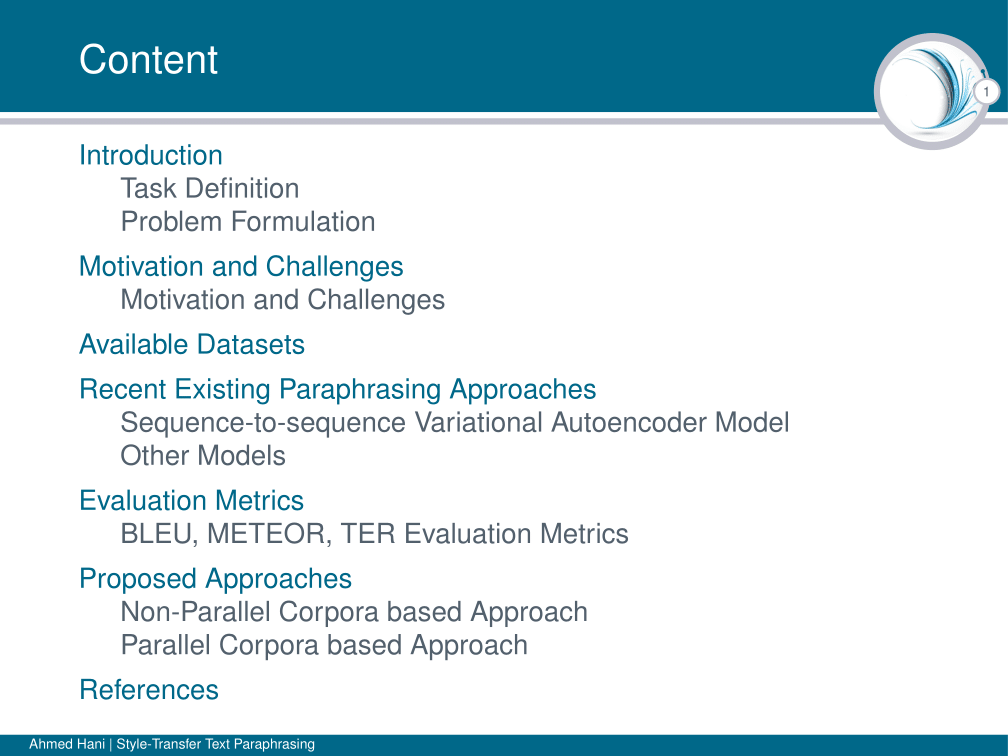 Content
1
Introduction
Task Definition
Problem Formulation
Motivation and Challenges
Motivation and Challenges
Available Datasets
Recent Existing Paraphrasing Approaches
Sequence-to-sequence Variational Autoencoder Model
Other Models
Evaluation Metrics
BLEU, METEOR, TER Evaluation Metrics
Proposed Approaches
Non-Parallel Corpora based Approach
Parallel Corpora based Approach
References
Ahmed Hani | Style-Transfer Text Paraphrasing